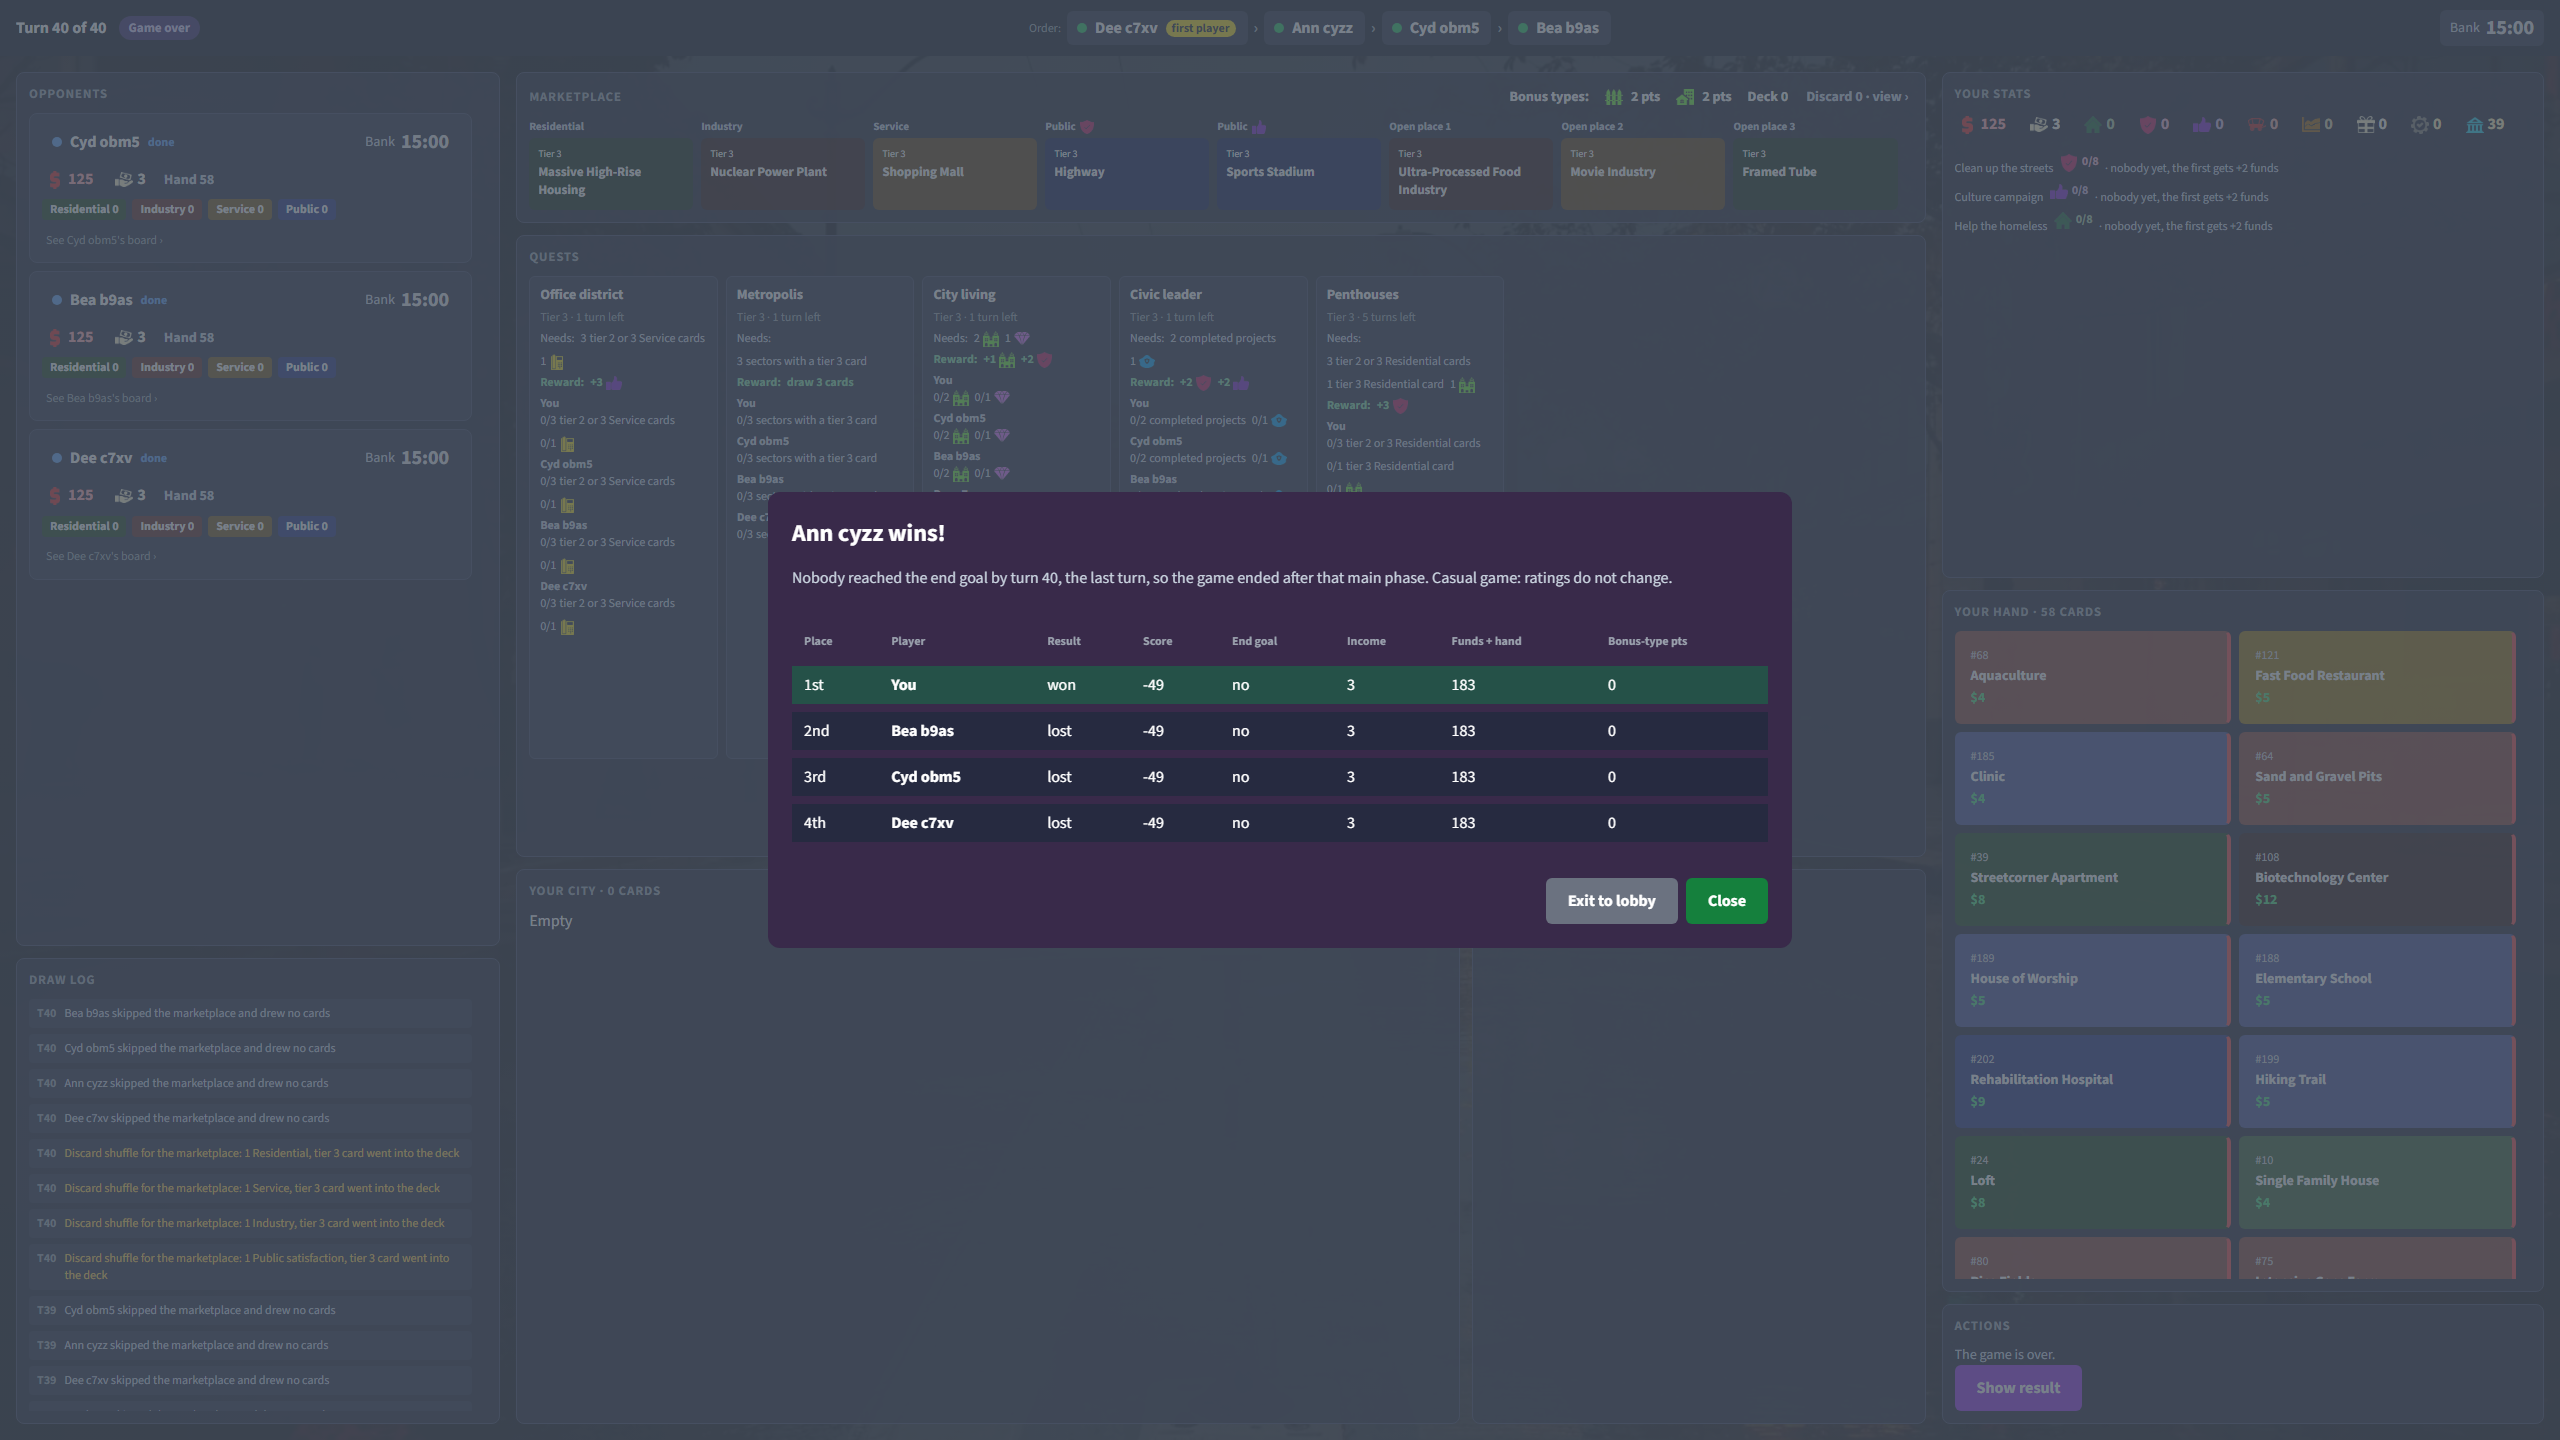 Turn 40 of 40 Game over
Order: Dee c7xv first player › Ann cyzz › Cyd obm5 › Bea b9as
Bank 15:00
OPPONENTS
Cyd obm5 done Bank 15:00
$ 125 3 Hand 58
Residential 0 Industry 0 Service 0 Public 0
See Cyd obm5's board ›
Bea b9as done Bank 15:00
$ 125 3 Hand 58
Residential 0 Industry 0 Service 0 Public 0
See Bea b9as's board ›
Dee c7xv done Bank 15:00
$ 125 3 Hand 58
Residential 0 Industry 0 Service 0 Public 0
See Dee c7xv's board ›
DRAW LOG
T40 Bea b9as skipped the marketplace and drew no cards
T40 Cyd obm5 skipped the marketplace and drew no cards
T40 Ann cyzz skipped the marketplace and drew no cards
T40 Dee c7xv skipped the marketplace and drew no cards
T40 Discard shuffle for the marketplace: 1 Residential, tier 3 card went into the deck
T40 Discard shuffle for the marketplace: 1 Service, tier 3 card went into the deck
T40 Discard shuffle for the marketplace: 1 Industry, tier 3 card went into the deck
T40 Discard shuffle for the marketplace: 1 Public satisfaction, tier 3 card went into
the deck
T39 Cyd obm5 skipped the marketplace and drew no cards
T39 Ann cyzz skipped the marketplace and drew no cards
T39 Dee c7xv skipped the marketplace and drew no cards
MARKETPLACE
Bonus types: 2 pts 2 pts Deck 0 Discard 0 · view ›
Residential Industry Service Public Public Open place 1 Open place 2 Open place 3
Tier 3 Tier 3 Tier 3 Tier 3 Tier 3 Tier 3 Tier 3 Tier 3
Massive High-Rise Nuclear Power Plant Shopping Mall Highway Sports Stadium Ultra-Processed Food Movie Industry Framed Tube
Housing Industry
QUESTS
Office district
Tier 3 · 1 turn left
Needs: 3 tier 2 or 3 Service cards
1
Reward: +3
You
0/3 tier 2 or 3 Service cards
0/1
Cyd obm5
0/3 tier 2 or 3 Service cards
0/1
Bea b9as
0/3 tier 2 or 3 Service cards
0/1
Dee c7xv
0/3 tier 2 or 3 Service cards
0/1
Metropolis
Tier 3 · 1 turn left
Needs:
3 sectors with a tier 3 card
Reward: draw 3 cards
You
0/3 sectors with a tier 3 card
Cyd obm5
0/3 sectors with a tier 3 card
Bea b9as
0/3
Dee
0/3
City living
Tier 3 · 1 turn left
Needs: 2 1
Reward: +1 +2
You
0/2 0/1
Cyd obm5
0/2 0/1
Bea b9as
0/2 0/1
Civic leader
Tier 3 · 1 turn left
Needs: 2 completed projects
1
Reward: +2 +2
You
0/2 completed projects 0/1
Cyd obm5
0/2 completed projects 0/1
Bea b9as
Penthouses
Tier 3 · 5 turns left
Needs:
3 tier 2 or 3 Residential cards
1 tier 3 Residential card 1
Reward: +3
You
0/3 tier 2 or 3 Residential cards
0/1 tier 3 Residential card
0/1
Ann cyzz wins!
Nobody reached the end goal by turn 40, the last turn, so the game ended after that main phase. Casual game: ratings do not change.
Place Player Result Score End goal Income Funds + hand Bonus-type pts
1st You won -49 no 3 183 0
2nd Bea b9as lost -49 no 3 183 0
3rd Cyd obm5 lost -49 no 3 183 0
4th Dee c7xv lost -49 no 3 183 0
Exit to lobby Close
YOUR CITY · 0 CARDS
Empty
YOUR STATS
$ 125 3 0 0 0 0 0 0 0 39
Clean up the streets 0/8 · nobody yet, the first gets +2 funds
Culture campaign 0/8 · nobody yet, the first gets +2 funds
Help the homeless 0/8 · nobody yet, the first gets +2 funds
YOUR HAND · 58 CARDS
#68 #121
Aquaculture Fast Food Restaurant
$4 $5
#185 #64
Clinic Sand and Gravel Pits
$4 $5
#39 #108
Streetcorner Apartment Biotechnology Center
$8 $12
#189 #188
House of Worship Elementary School
$5 $5
#202 #199
Rehabilitation Hospital Hiking Trail
$9 $5
#24 #10
Loft Single Family House
$8 $4
#80 #75
ACTIONS
The game is over.
Show result